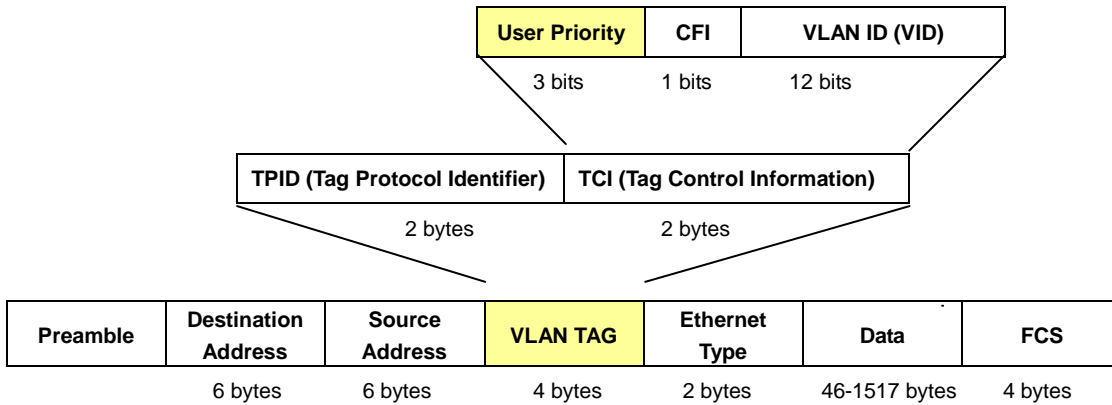 User Priority CFI VLAN ID (VID)
3 bits 1 bits 12 bits
TPID (Tag Protocol Identifier) TCI (Tag Control Information)
2 bytes 2 bytes
Preamble Destination Address Source Address VLAN TAG Ethernet Type Data FCS
6 bytes 6 bytes 4 bytes 2 bytes 46-1517 bytes 4 bytes